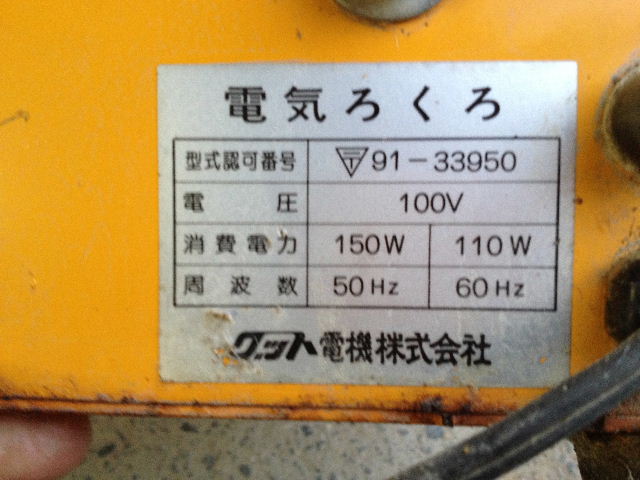 電気ろくろ
型式認可番号 91-33950
電圧 100V
消費電力 150W 110W
周波数 50Hz 60Hz
グット電機株式会社